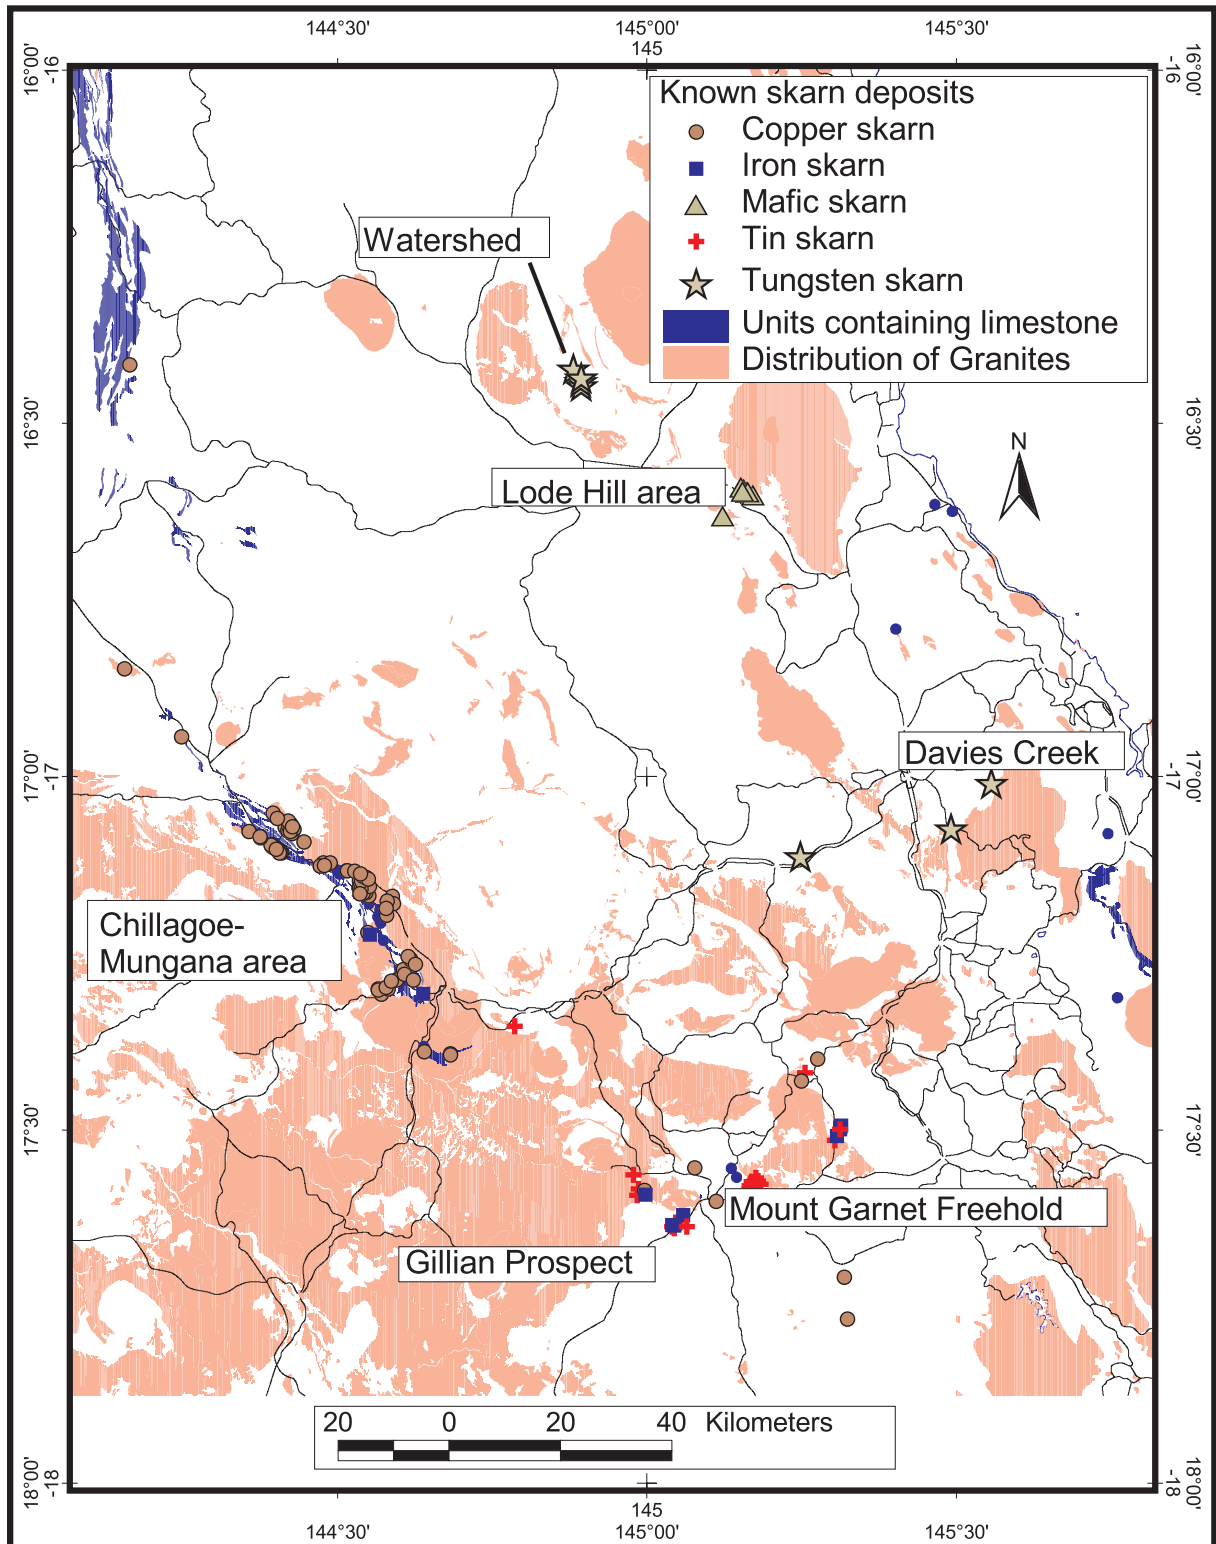 144°30'
145°00'
145°30'
145
16°00'
-16
-16
16°00'
Known skarn deposits
Copper skarn
Iron skarn
Mafic skarn
Tin skarn
Tungsten skarn
Units containing limestone
Distribution of Granites
Watershed
16°30'
16°30'
N
Lode Hill area
Davies Creek
17°00'
-17
-17
17°00'
Chillagoe-
Mungana area
17°30'
17°30'
Mount Garnet Freehold
Gillian Prospect
20 0 20 40 Kilometers
18°00'
-18
-18
18°00'
145
144°30'
145°00'
145°30'